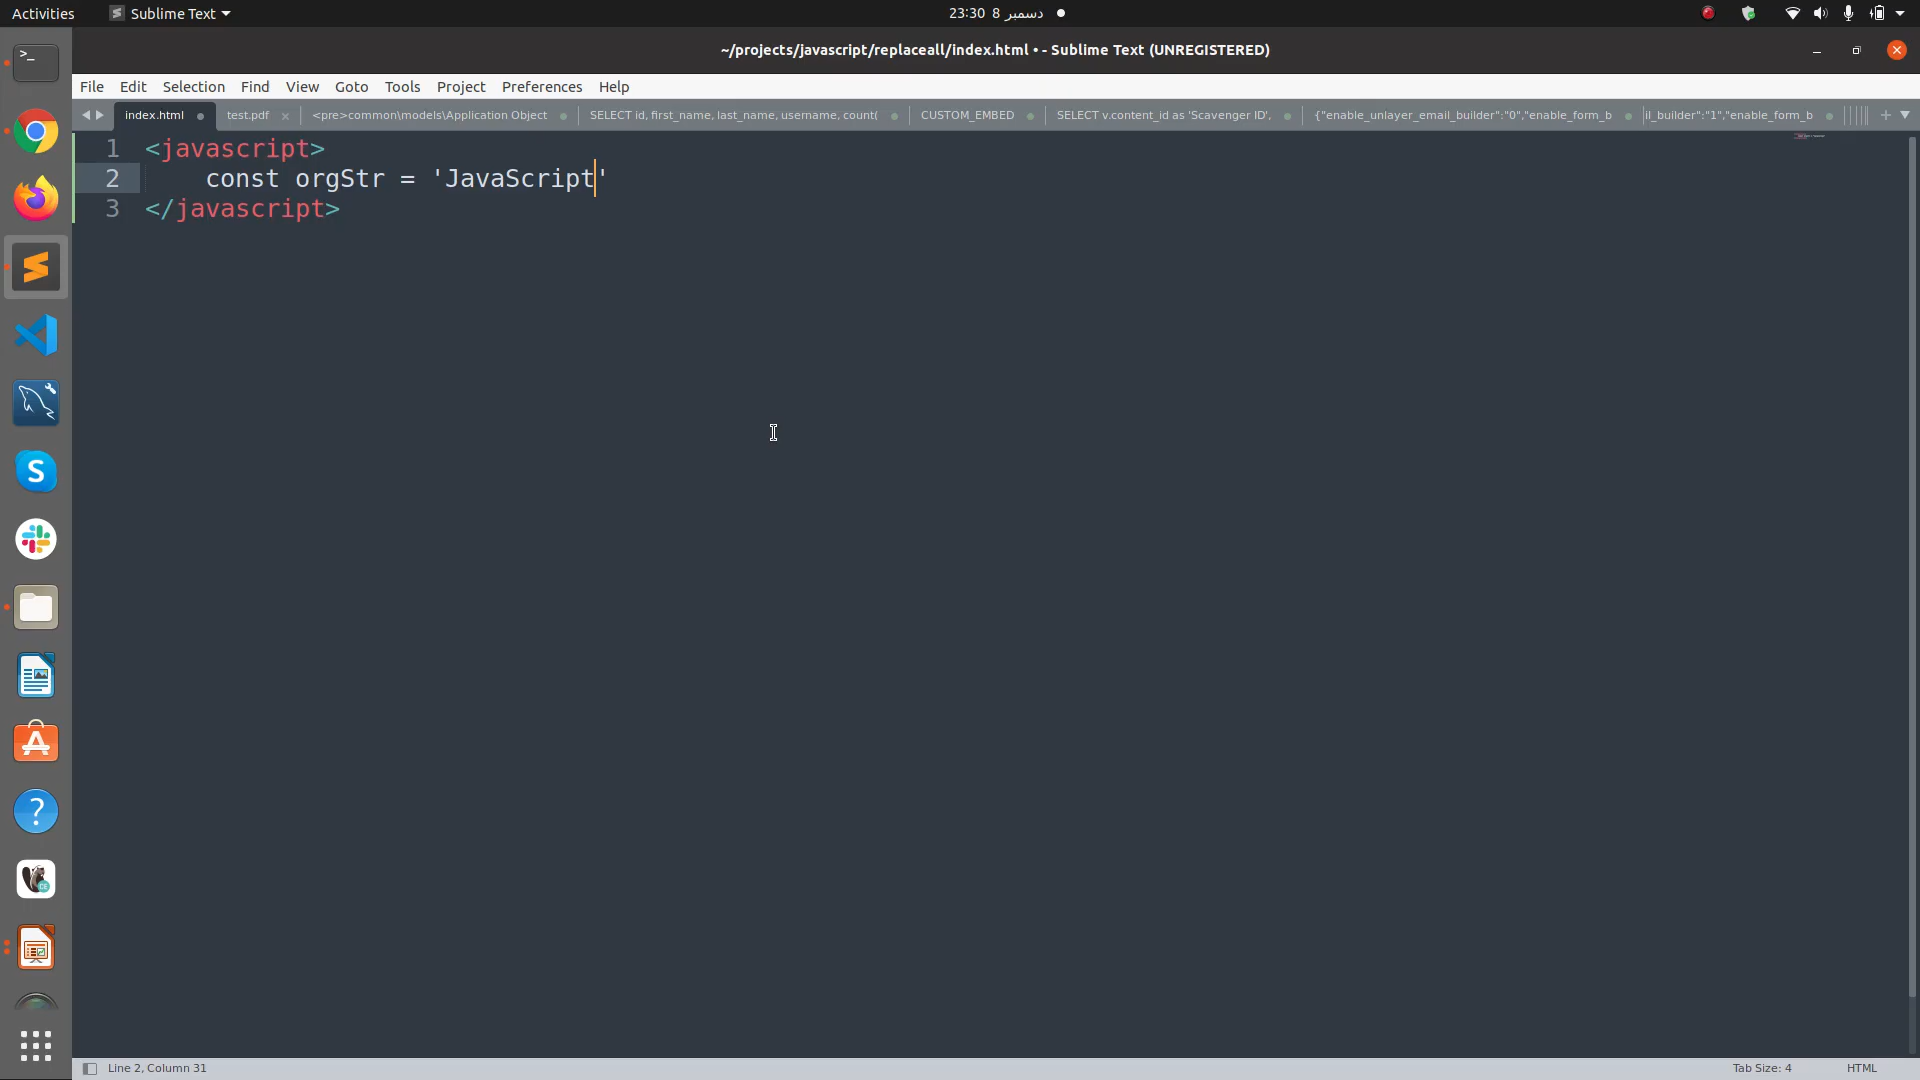 Activities
Sublime Text
23:30 8 دسمبر
~/projects/javascript/replaceall/index.html • - Sublime Text (UNREGISTERED)
File Edit Selection Find View Goto Tools Project Preferences Help
index.html
test.pdf
<pre>common\models\Application Object
SELECT id, first_name, last_name, username, count(
CUSTOM_EMBED
SELECT v.content_id as 'Scavenger ID',
{"enable_unlayer_email_builder":"0","enable_form_b
il_builder":"1","enable_form_b
1 <javascript>
2 const orgStr = 'JavaScript'
3 </javascript>
Line 2, Column 31
Tab Size: 4
HTML